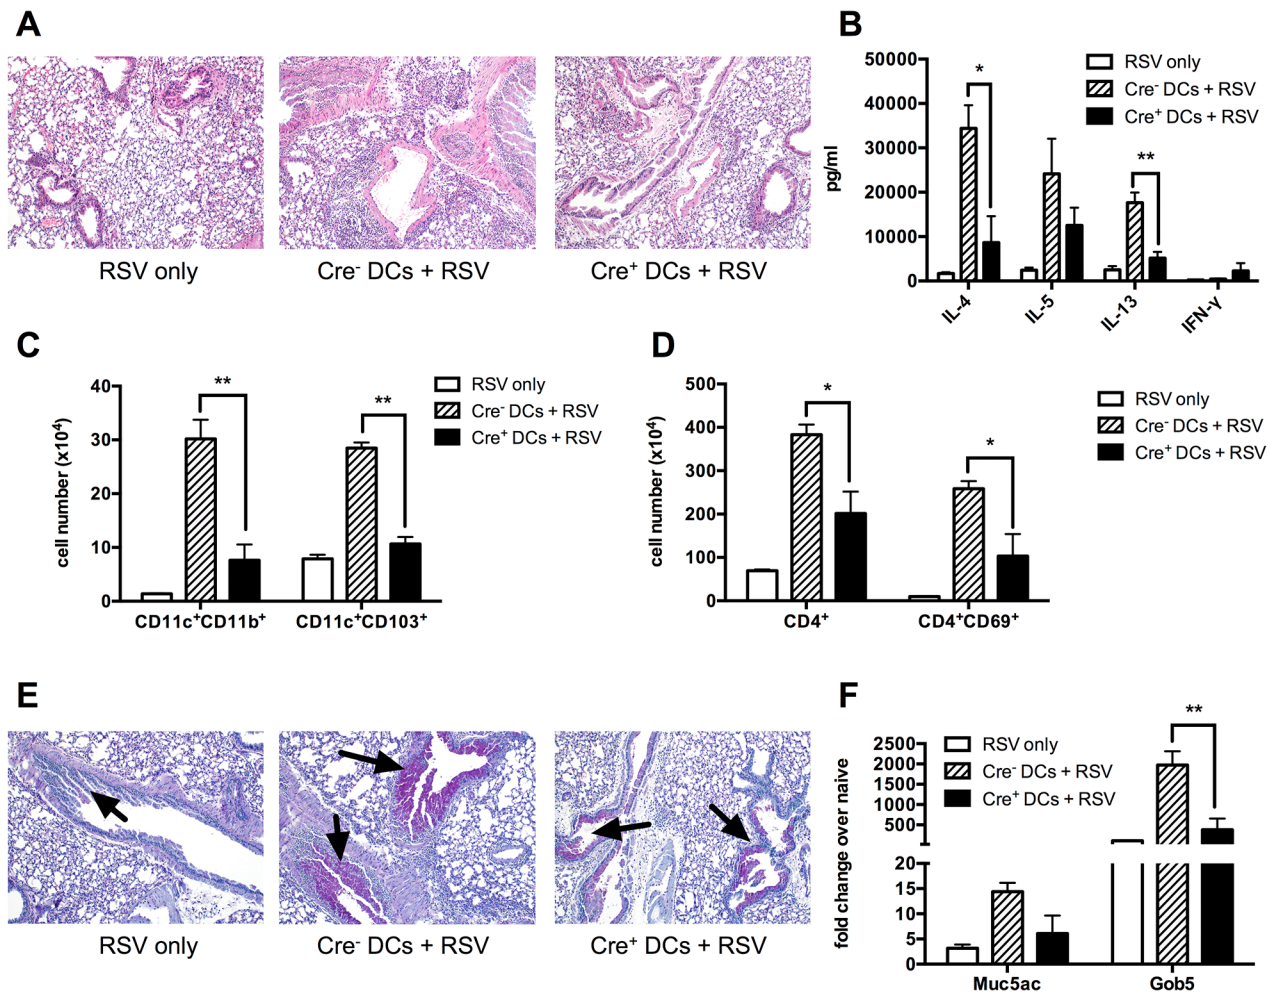 A
RSV only
Cre⁻ DCs + RSV
Cre⁺ DCs + RSV
B
pg/ml
50000
40000
30000
20000
10000
0
*
**
IL-4
IL-5
IL-13
IFN-γ
RSV only
Cre⁻ DCs + RSV
Cre⁺ DCs + RSV
C
cell number (x10⁴)
40
30
20
10
0
**
**
CD11c⁺CD11b⁺
CD11c⁺CD103⁺
RSV only
Cre⁻ DCs + RSV
Cre⁺ DCs + RSV
D
cell number (x10⁴)
500
400
300
200
100
0
*
*
CD4⁺
CD4⁺CD69⁺
RSV only
Cre⁻ DCs + RSV
Cre⁺ DCs + RSV
E
RSV only
Cre⁻ DCs + RSV
Cre⁺ DCs + RSV
F
fold change over naive
2500
2000
1500
1000
500
20
15
10
5
0
RSV only
Cre⁻ DCs + RSV
Cre⁺ DCs + RSV
**
Muc5ac
Gob5